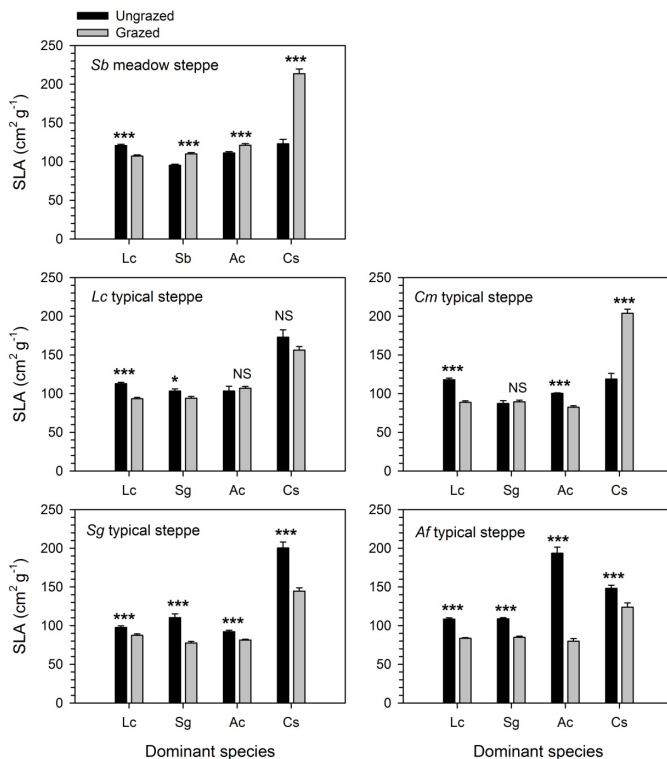 Ungrazed
Grazed
Sb meadow steppe
SLA (cm² g⁻¹)
250
200
150
100
50
0
***
***
***
***
Lc Sb Ac Cs
Lc typical steppe
SLA (cm² g⁻¹)
250
200
150
100
50
0
***
*
NS
NS
Lc Sg Ac Cs
Cm typical steppe
250
200
150
100
50
0
***
NS
***
***
Lc Sg Ac Cs
Sg typical steppe
SLA (cm² g⁻¹)
250
200
150
100
50
0
***
***
***
***
Lc Sg Ac Cs
Dominant species
Af typical steppe
250
200
150
100
50
0
***
***
***
***
Lc Sg Ac Cs
Dominant species